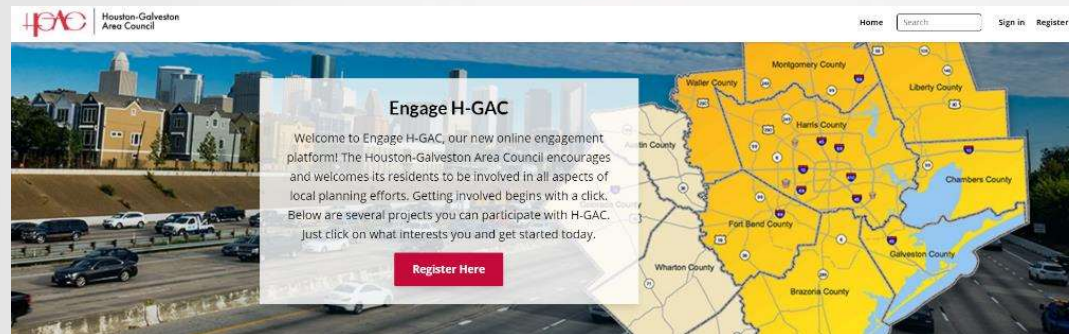 H-GAC
Houston-Galveston
Area Council
Home
Search
Sign in
Register
Engage H-GAC
Welcome to Engage H-GAC, our new online engagement
platform! The Houston-Galveston Area Council encourages
and welcomes its residents to be involved in all aspects of
local planning efforts. Getting involved begins with a click.
Below are several projects you can participate with H-GAC.
Just click on what interests you and get started today.
Register Here
Montgomery County
Liberty County
Waller County
Harris County
Austin County
Chambers County
Fort Bend County
Galveston County
Wharton County
Brazoria County